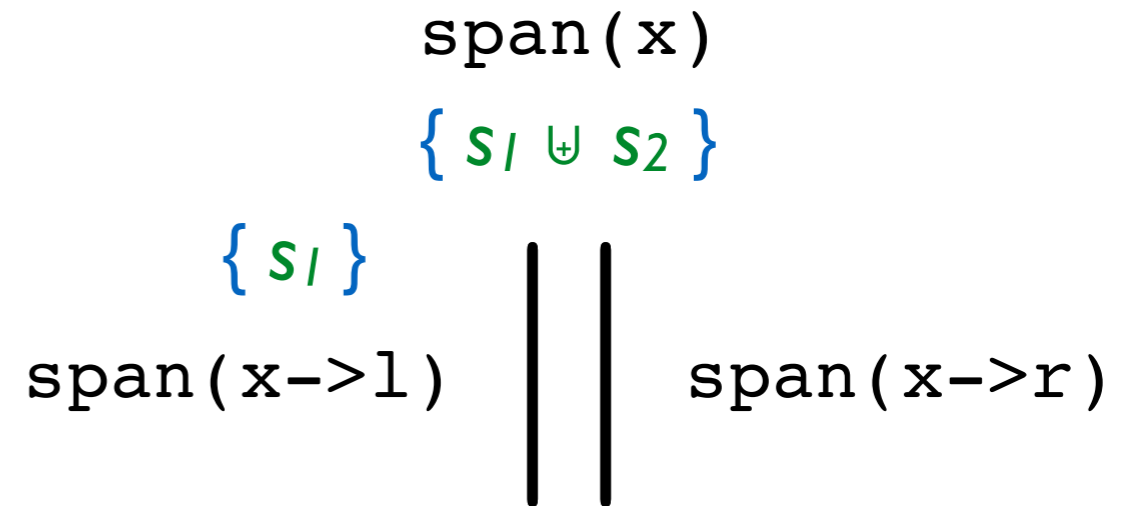 span(x)
{ s1 ⊎ s2 }
{ s1 }
span(x->l) || span(x->r)